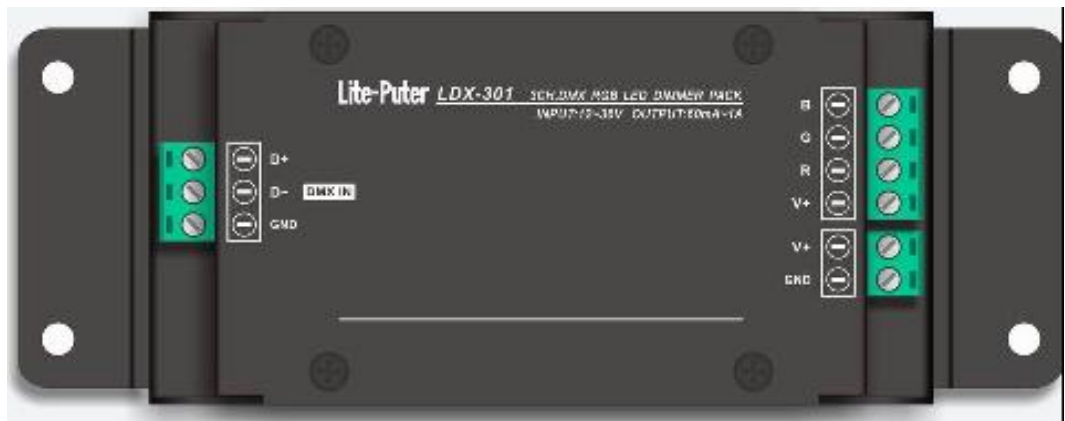 Lite-Puter LDX-301 3CH.DMX RGB LED DIMMER PACK
INPUT:12~36V OUTPUT:60mA~1A
D+
D- DMX IN
GND
B
G
R
V+
V+
GND